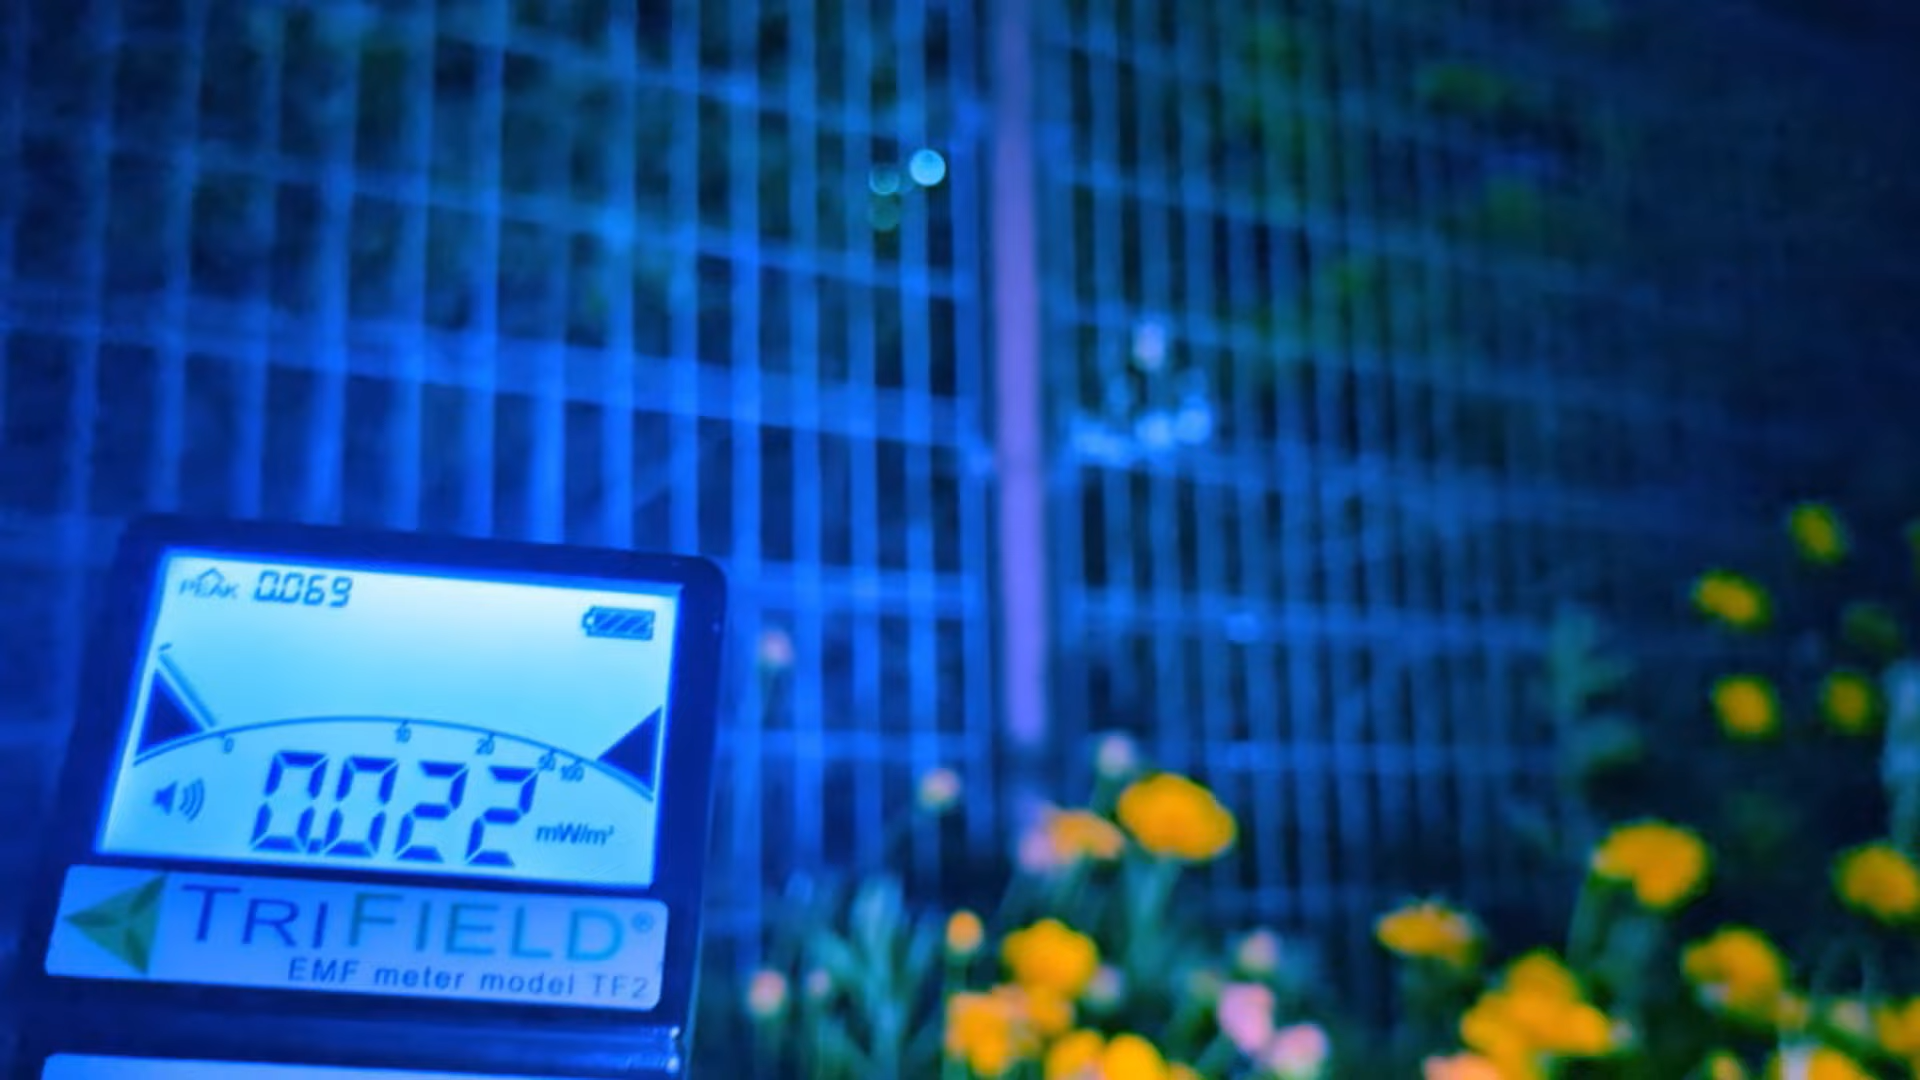 PEAK 0.069
0 10 20 50 100
0.022 mW/m²
TRIFIELD®
EMF meter model TF2